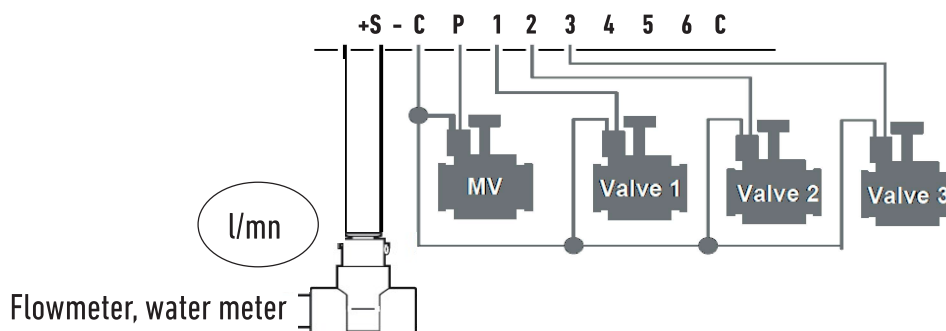 +S - C P 1 2 3 4 5 6 C
MV
Valve 1
Valve 2
Valve 3
l/mn
Flowmeter, water meter